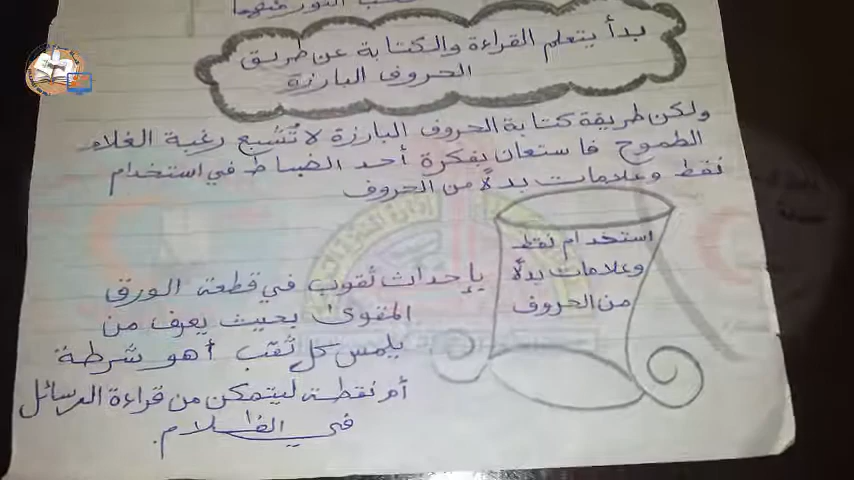 بدأ يتعلم القراءة والكتابة عن طريق
الحروف البارزة
ولكن طريقة كتابة الحروف البارزة لا تُشبع رغبة الغلام
الطموح فاستعان بفكرة أحد الضباط في استخدام
نقط وعلامات بدلاً من الحروف
استخدام نقط
وعلامات بدلاً
من الحروف
بإحداث ثقوب في قطعة الورق
المقوى بحيث يعرف من
يلمس كل ثقب أهو شرطة
أم نقطة ليتمكن من قراءة الرسائل
في الظلام.